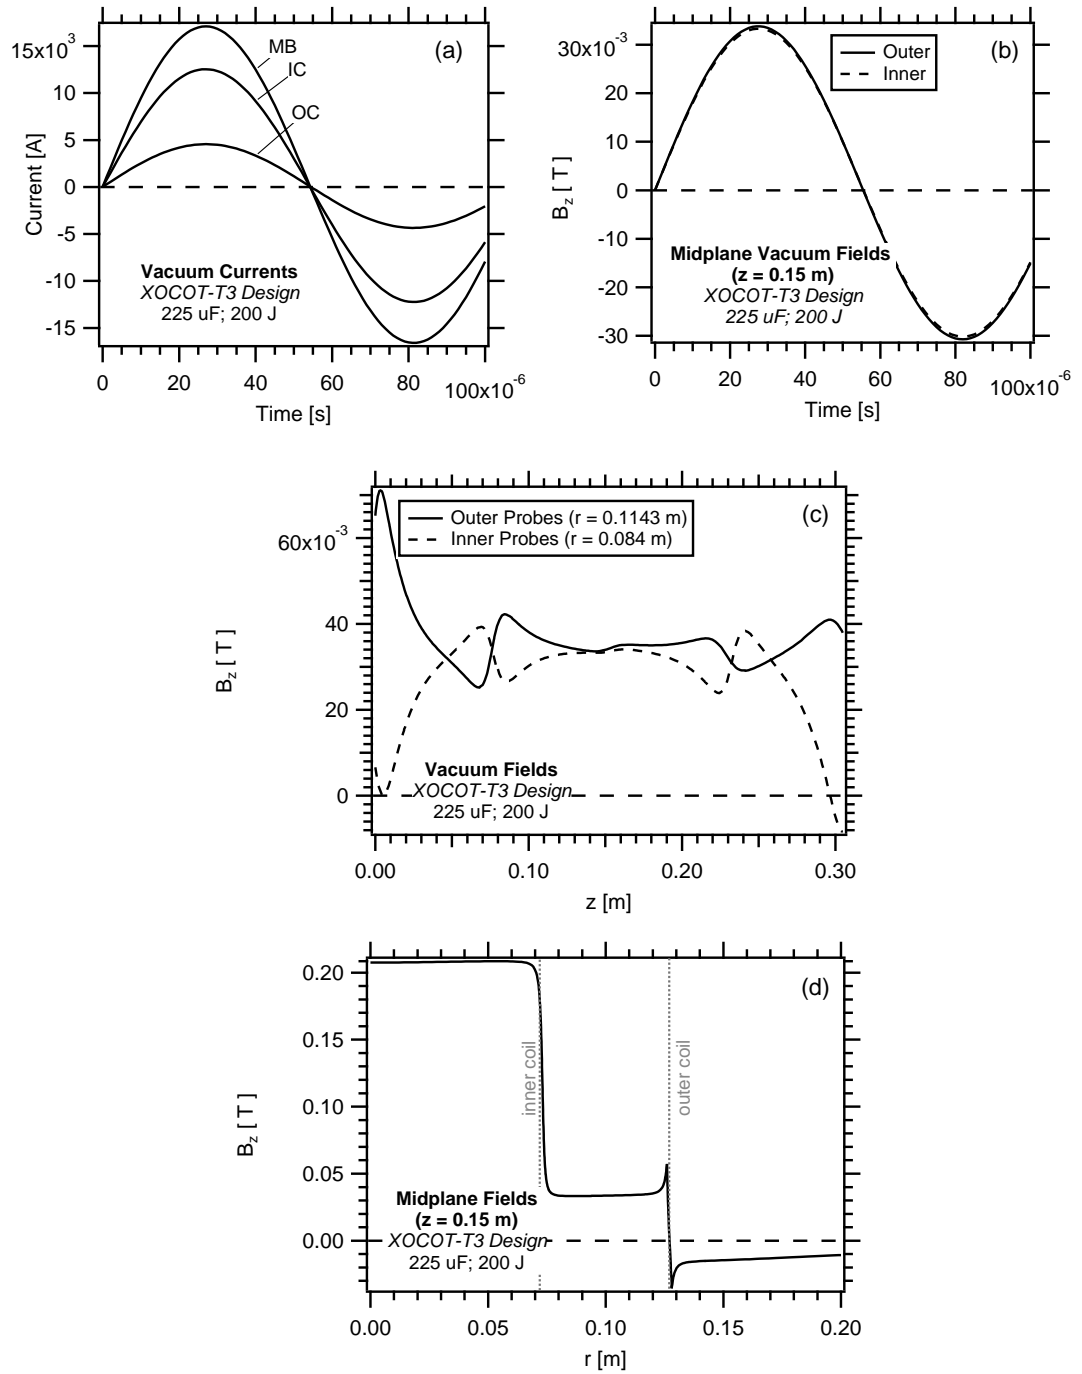 (a)
15x10³
10
5
0
-5
-10
-15
Current [A]
MB
IC
OC
Vacuum Currents
XOCOT-T3 Design
225 uF; 200 J
0
20
40
60
80
100x10⁻⁶
Time [s]
(b)
30x10⁻³
20
10
0
-10
-20
-30
B_z [ T ]
Outer
Inner
Midplane Vacuum Fields
(z = 0.15 m)
XOCOT-T3 Design
225 uF; 200 J
0
20
40
60
80
100x10⁻⁶
Time [s]
(c)
60x10⁻³
40
20
0
B_z [ T ]
Outer Probes (r = 0.1143 m)
Inner Probes (r = 0.084 m)
Vacuum Fields
XOCOT-T3 Design
225 uF; 200 J
0.00
0.10
0.20
0.30
z [m]
(d)
0.20
0.15
0.10
0.05
0.00
B_z [ T ]
inner coil
outer coil
Midplane Fields
(z = 0.15 m)
XOCOT-T3 Design
225 uF; 200 J
0.00
0.05
0.10
0.15
0.20
r [m]